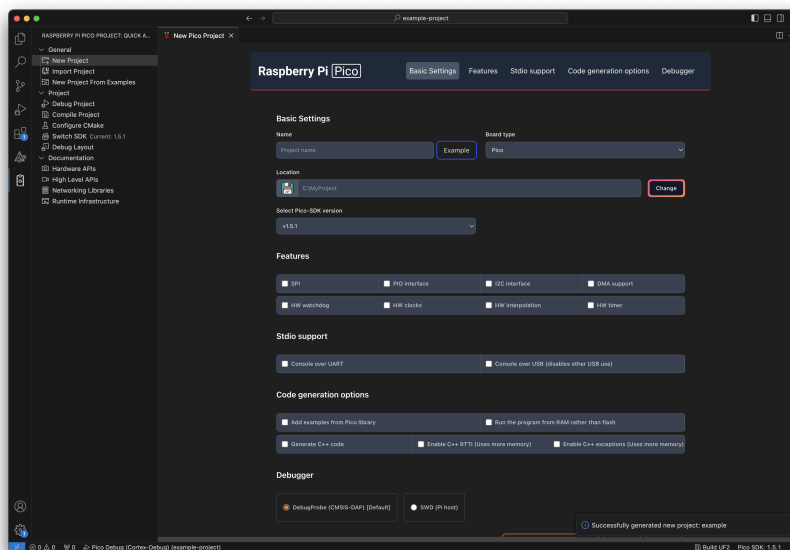 example-project
RASPBERRY PI PICO PROJECT: QUICK A...
General
New Project
Import Project
New Project From Examples
Project
Debug Project
Compile Project
Configure CMake
Switch SDK Current: 1.5.1
Debug Layout
Documentation
Hardware APIs
High Level APIs
Networking Libraries
Runtime Infrastructure
New Pico Project
Raspberry Pi Pico
Basic Settings Features Stdio support Code generation options Debugger
Basic Settings
Name Board type
Project name Example Pico
Location
C:\MyProject Change
Select Pico-SDK version
v1.5.1
Features
SPI PIO interface I2C interface DMA support
HW watchdog HW clocks HW interpolation HW timer
Stdio support
Console over UART Console over USB (disables other USB use)
Code generation options
Add examples from Pico library Run the program from RAM rather than flash
Generate C++ code Enable C++ RTTI (Uses more memory) Enable C++ exceptions (Uses more memory)
Debugger
DebugProbe (CMSIS-DAP) [Default] SWD (Pi host)
Successfully generated new project: example
0 0 0 Pico Debug (Cortex-Debug) (example-project) Build UF2 Pico SDK: 1.5.1